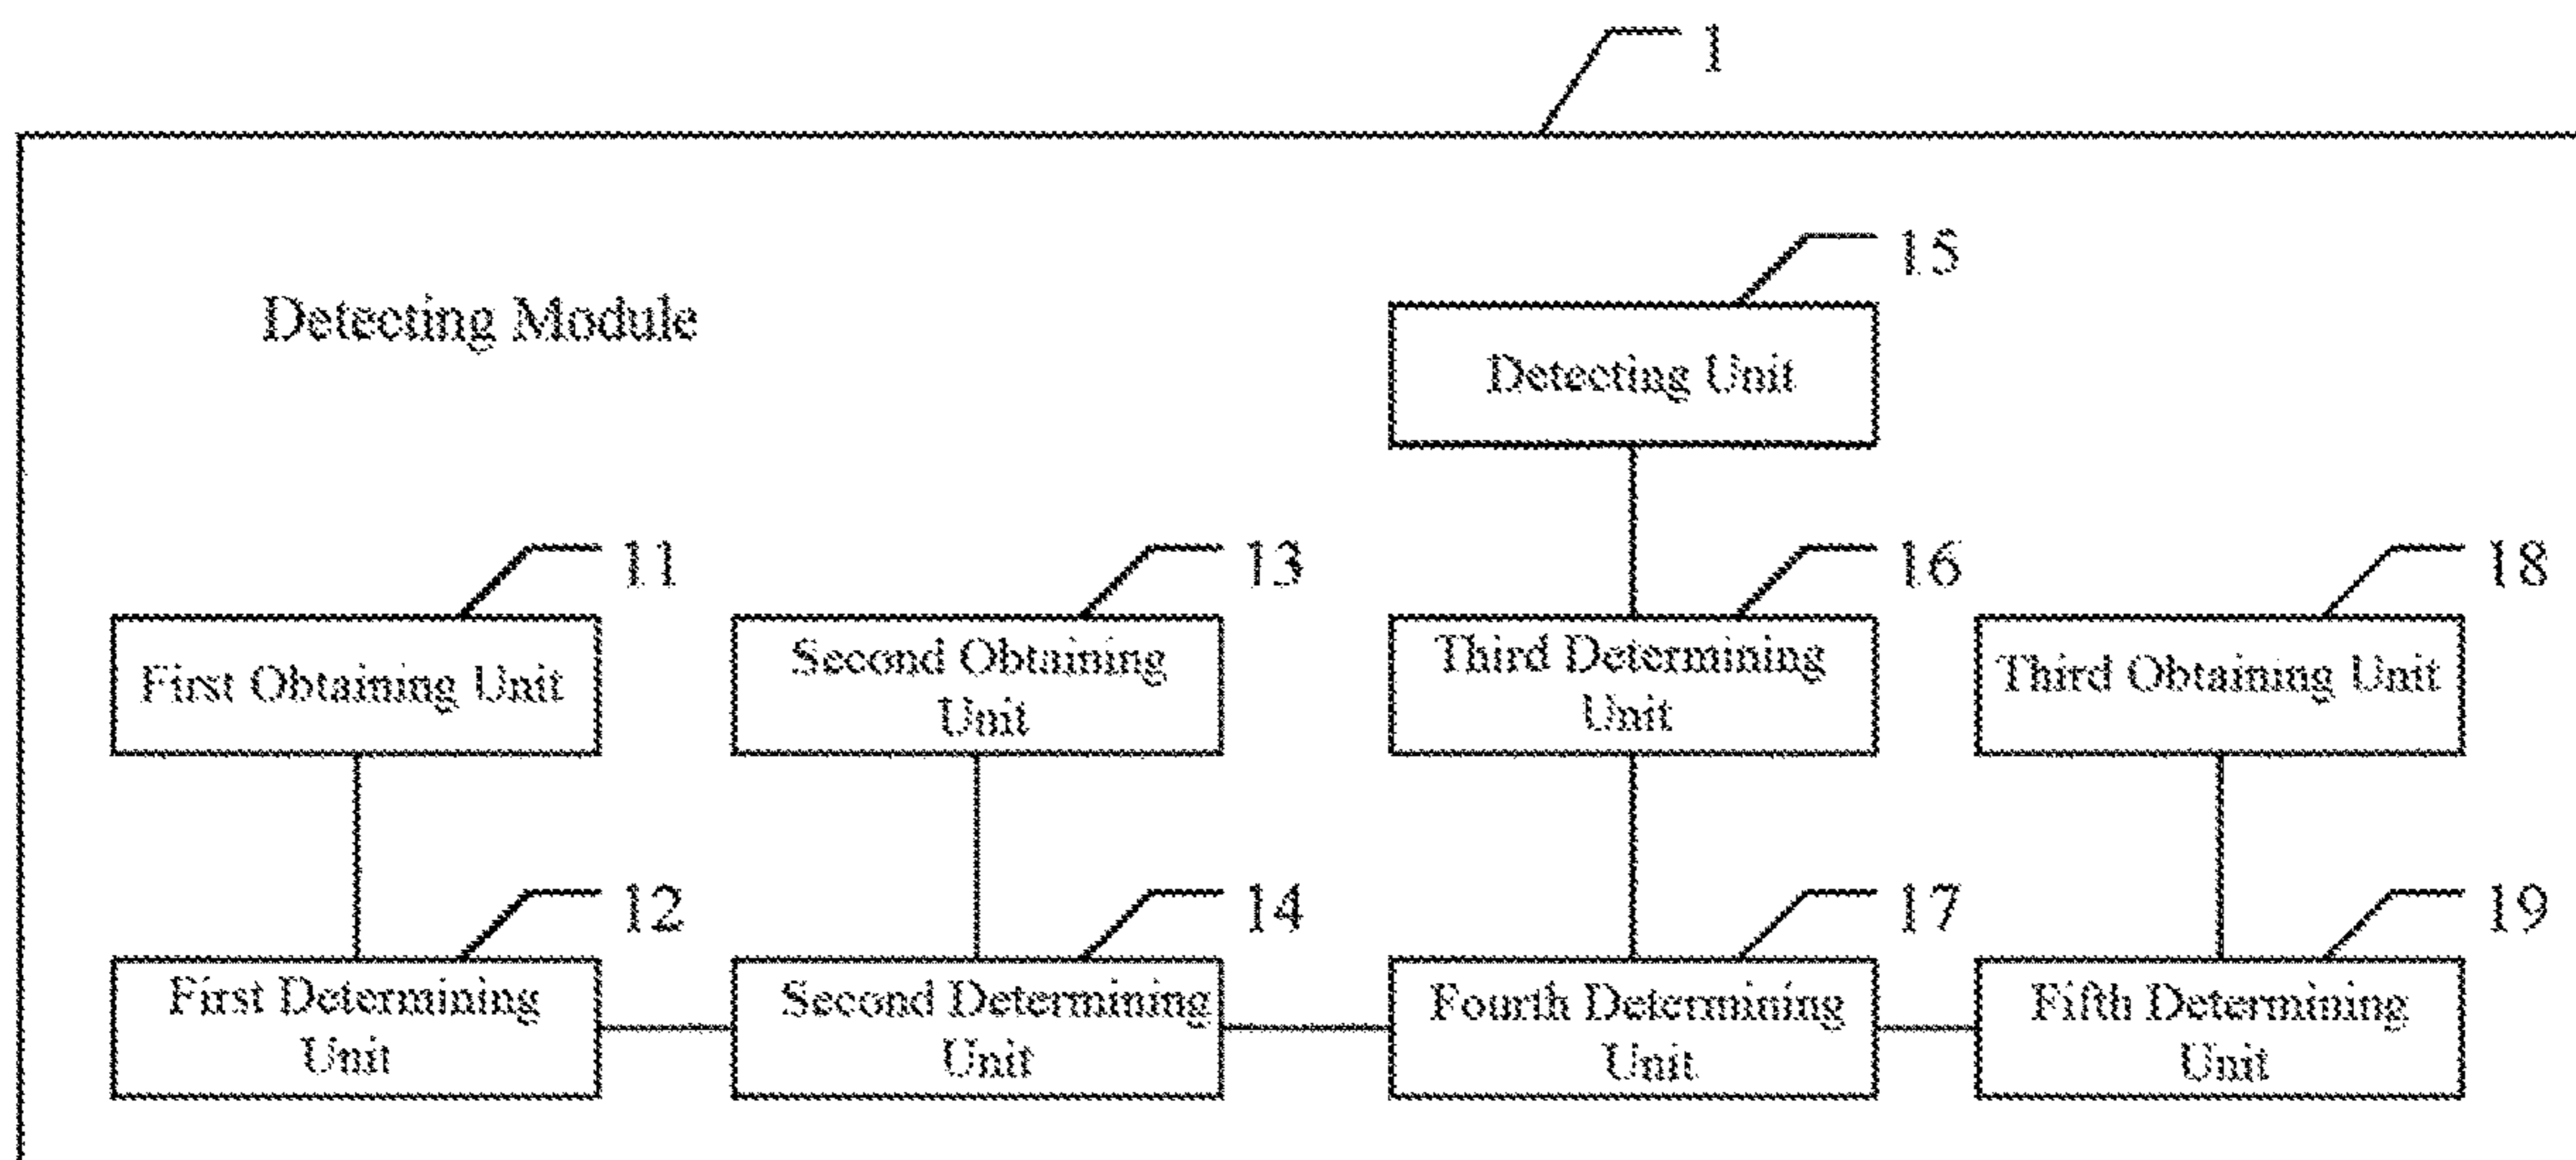 1
15
Detecting Module
Detecting Unit
11
13
16
18
First Obtaining Unit
Second Obtaining
Unit
Third Determining
Unit
Third Obtaining Unit
12
14
17
19
First Determining
Unit
Second Determining
Unit
Fourth Determining
Unit
Fifth Determining
Unit